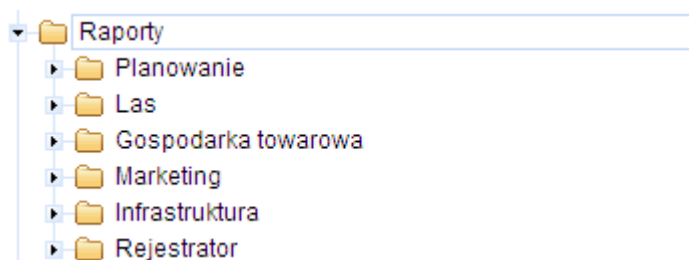 Raporty
Planowanie
Las
Gospodarka towarowa
Marketing
Infrastruktura
Rejestrator